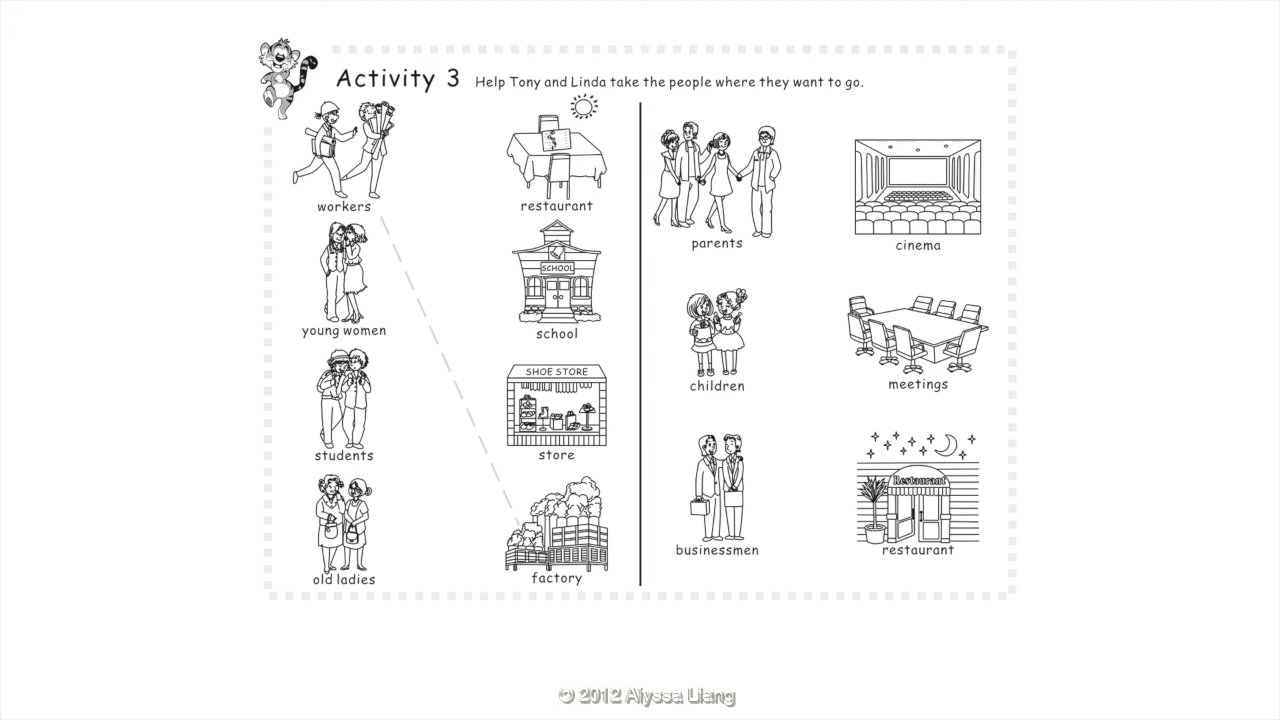 Activity 3 Help Tony and Linda take the people where they want to go.
workers
restaurant
young women
SCHOOL
school
students
SHOE STORE
store
old ladies
factory
parents
cinema
children
meetings
businessmen
Restaurant
restaurant
© 2012 Alyssa Liang